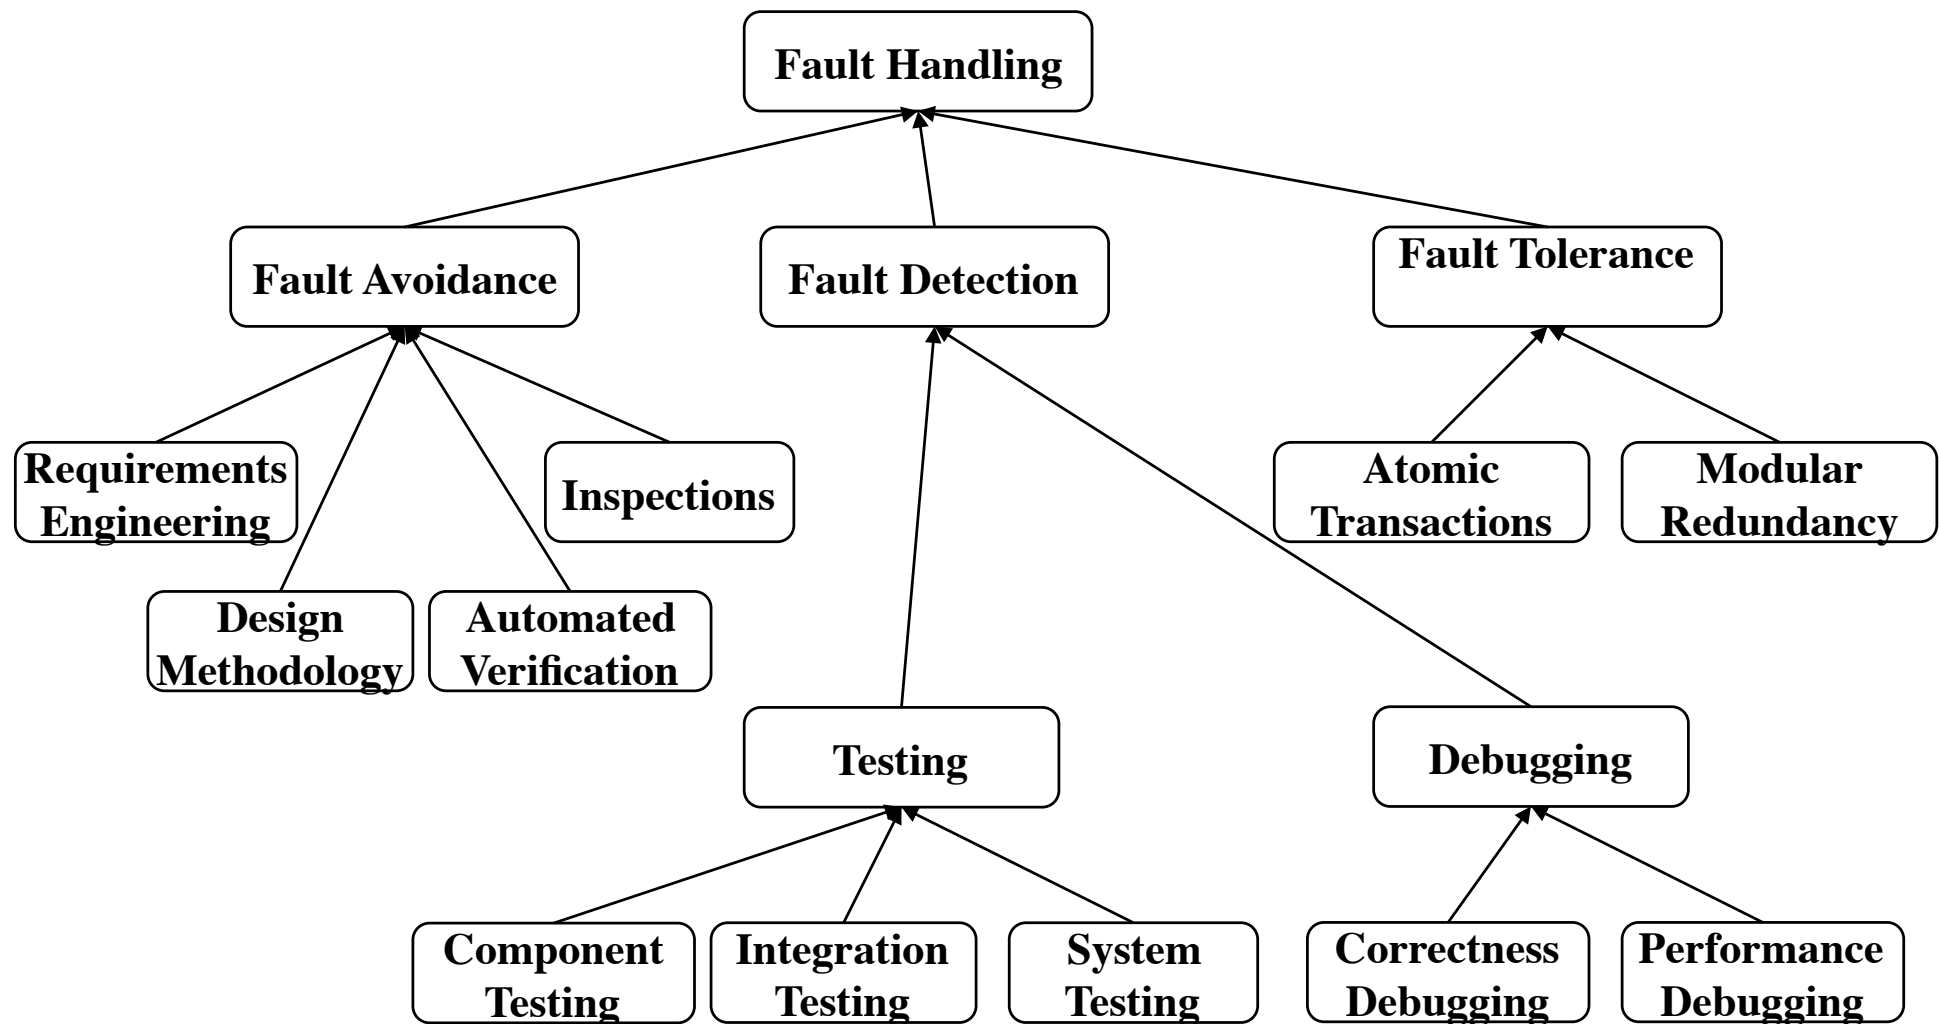 Fault Handling
Fault Avoidance
Fault Detection
Fault Tolerance
Requirements
Engineering
Inspections
Atomic
Transactions
Modular
Redundancy
Design
Methodology
Automated
Verification
Testing
Debugging
Component
Testing
Integration
Testing
System
Testing
Correctness
Debugging
Performance
Debugging